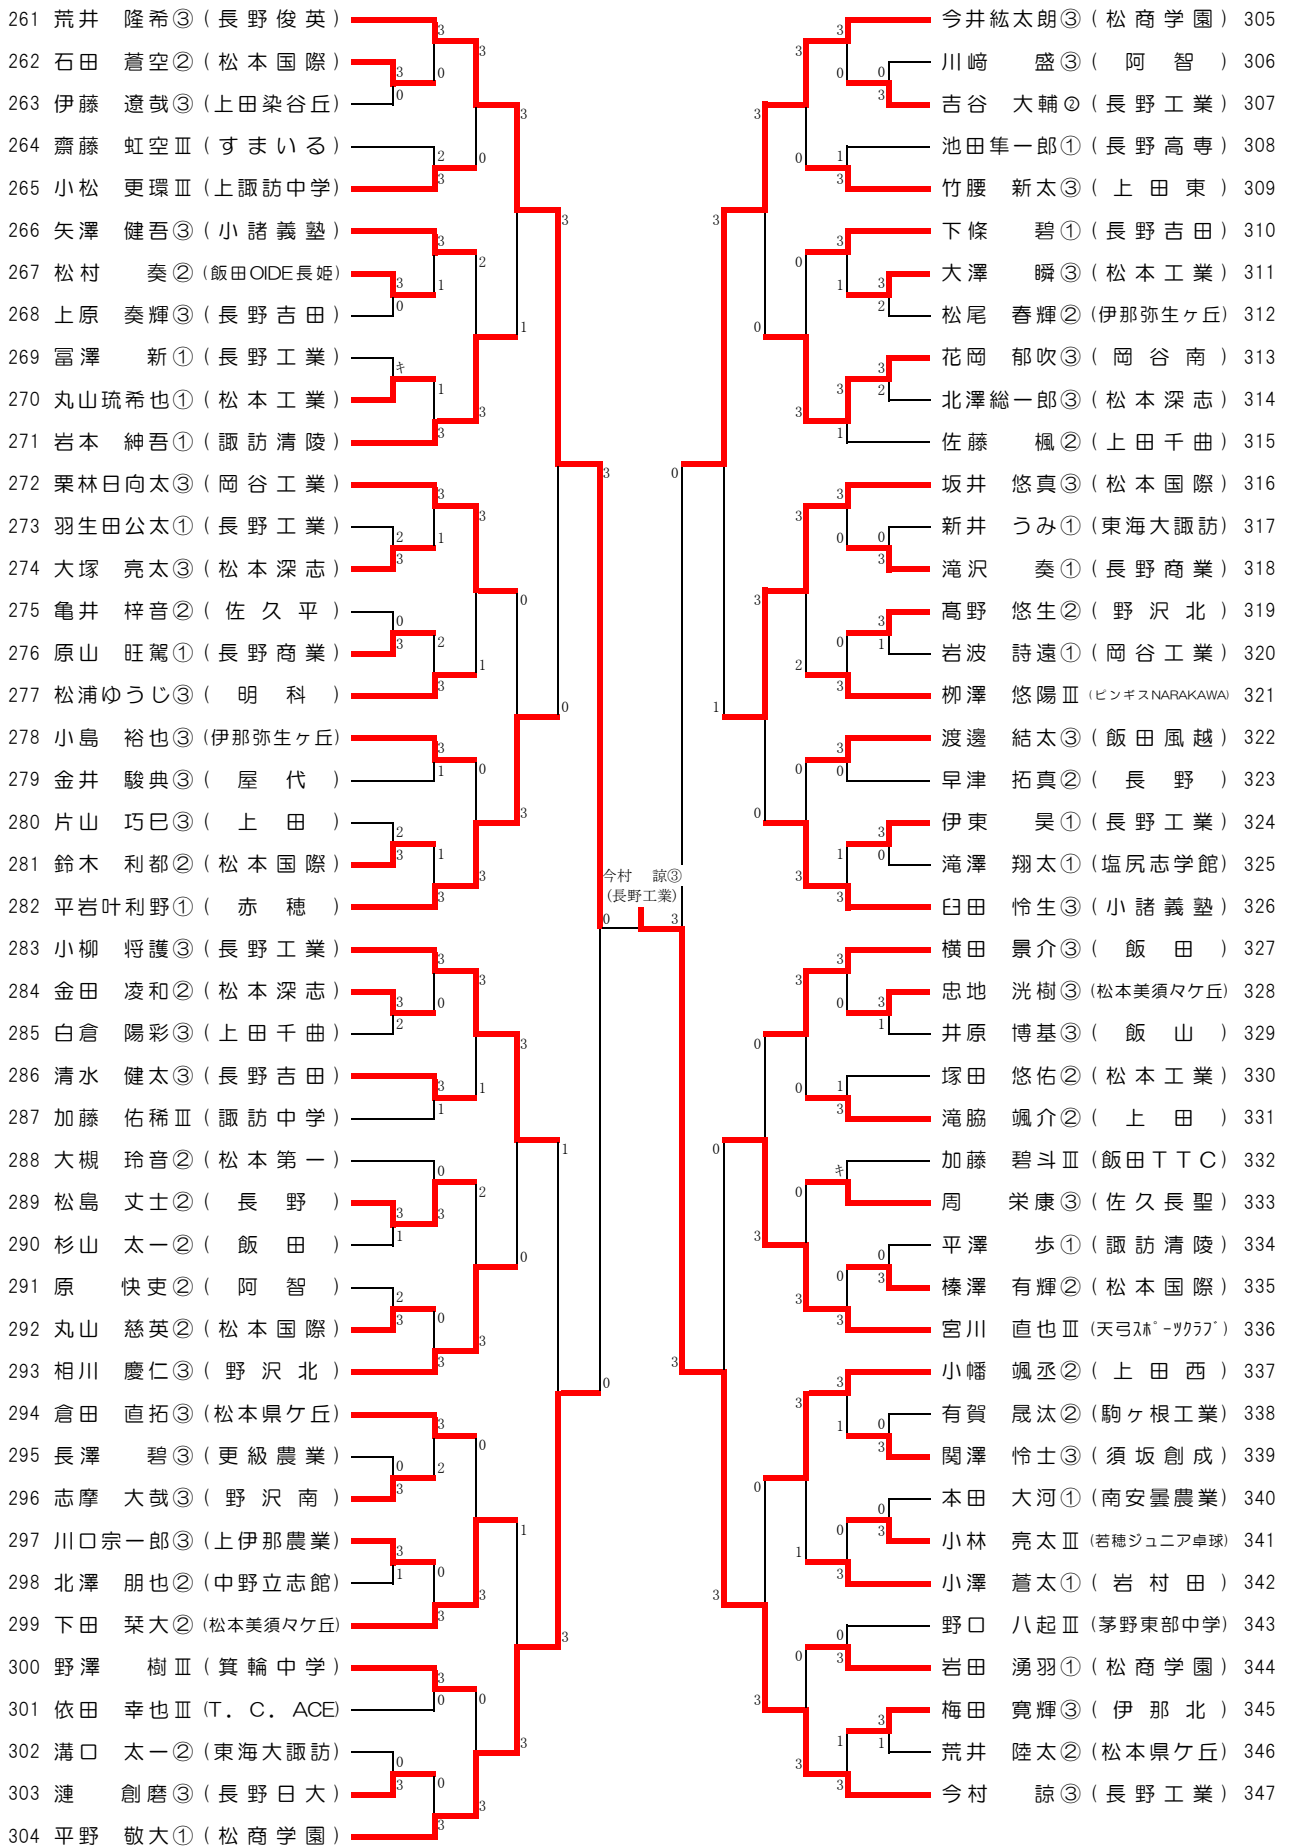 261 荒井 隆希③ (長野俊英)
262 石田 蒼空② (松本国際)
263 伊藤 遼哉③ (上田染谷丘)
264 齋藤 虹空Ⅲ (すまいる)
265 小松 更環Ⅲ (上諏訪中学)
266 矢澤 健吾③ (小諸義塾)
267 松村 奏② (飯田OIDE長姫)
268 上原 奏輝③ (長野吉田)
269 冨澤 新① (長野工業)
270 丸山琉希也① (松本工業)
271 岩本 紳吾① (諏訪清陵)
272 栗林日向太③ (岡谷工業)
273 羽生田公太① (長野工業)
274 大塚 亮太③ (松本深志)
275 亀井 梓音② (佐久平)
276 原山 旺駕① (長野商業)
277 松浦ゆうじ③ (明科)
278 小島 裕也③ (伊那弥生ヶ丘)
279 金井 駿典③ (屋代)
280 片山 巧巳③ (上田)
281 鈴木 利都② (松本国際)
282 平岩叶利野① (赤穂)
283 小柳 将護③ (長野工業)
284 金田 凌和② (松本深志)
285 白倉 陽彩③ (上田千曲)
286 清水 健太③ (長野吉田)
287 加藤 佑稀Ⅲ (諏訪中学)
288 大槻 玲音② (松本第一)
289 松島 丈士② (長野)
290 杉山 太一② (飯田)
291 原 快吏② (阿智)
292 丸山 慈英② (松本国際)
293 相川 慶仁③ (野沢北)
294 倉田 直拓③ (松本県ケ丘)
295 長澤 碧③ (更級農業)
296 志摩 大哉③ (野沢南)
297 川口宗一郎③ (上伊那農業)
298 北澤 朋也② (中野立志館)
299 下田 栞大② (松本美須々ケ丘)
300 野澤 樹Ⅲ (箕輪中学)
301 依田 幸也Ⅲ (T. C. ACE)
302 溝口 太一② (東海大諏訪)
303 漣 創磨③ (長野日大)
304 平野 敬大① (松商学園)
今村 諒③
(長野工業)
今井紘太朗③ (松商学園) 305
川﨑 盛③ (阿智) 306
吉谷 大輔② (長野工業) 307
池田隼一郎① (長野高専) 308
竹腰 新太③ (上田東) 309
下條 碧① (長野吉田) 310
大澤 瞬③ (松本工業) 311
松尾 春輝② (伊那弥生ヶ丘) 312
花岡 郁吹③ (岡谷南) 313
北澤総一郎③ (松本深志) 314
佐藤 楓② (上田千曲) 315
坂井 悠真③ (松本国際) 316
新井 うみ① (東海大諏訪) 317
滝沢 奏① (長野商業) 318
髙野 悠生② (野沢北) 319
岩波 詩遠① (岡谷工業) 320
栁澤 悠陽Ⅲ (ピンギスNARAKAWA) 321
渡邊 結太③ (飯田風越) 322
早津 拓真② (長野) 323
伊東 昊① (長野工業) 324
滝澤 翔太① (塩尻志学館) 325
臼田 怜生③ (小諸義塾) 326
横田 景介③ (飯田) 327
忠地 洸樹③ (松本美須々ケ丘) 328
井原 博基③ (飯山) 329
塚田 悠佑② (松本工業) 330
滝脇 颯介② (上田) 331
加藤 碧斗Ⅲ (飯田TTC) 332
周 栄康③ (佐久長聖) 333
平澤 歩① (諏訪清陵) 334
榛澤 有輝② (松本国際) 335
宮川 直也Ⅲ (天弓ｽﾎﾟｰﾂｸﾗﾌﾞ) 336
小幡 颯丞② (上田西) 337
有賀 晟汰② (駒ヶ根工業) 338
関澤 怜士③ (須坂創成) 339
本田 大河① (南安曇農業) 340
小林 亮太Ⅲ (若穂ジュニア卓球) 341
小澤 蒼太① (岩村田) 342
野口 八起Ⅲ (茅野東部中学) 343
岩田 湧羽① (松商学園) 344
梅田 寛輝③ (伊那北) 345
荒井 陸太② (松本県ケ丘) 346
今村 諒③ (長野工業) 347